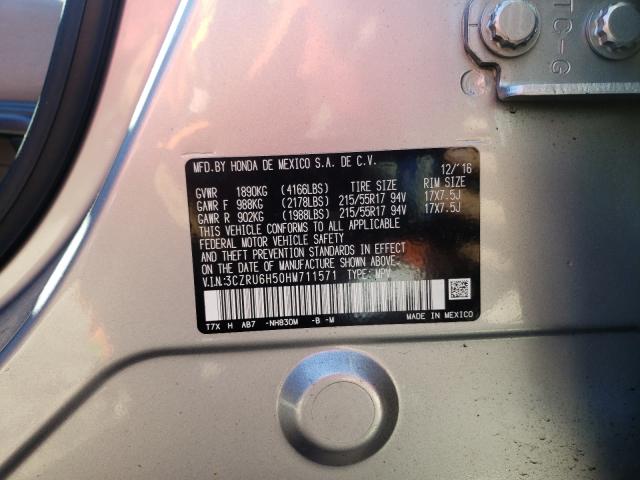 TC-G
MFD.BY HONDA DE MEXICO S.A. DE C.V. 12/'16
GVWR 1890KG (4166LBS) TIRE SIZE RIM SIZE
GAWR F 988KG (2178LBS) 215/55R17 94V 17X7.5J
GAWR R 902KG (1988LBS) 215/55R17 94V 17X7.5J
THIS VEHICLE CONFORMS TO ALL APPLICABLE
FEDERAL MOTOR VEHICLE SAFETY
AND THEFT PREVENTION STANDARDS IN EFFECT
ON THE DATE OF MANUFACTURE SHOWN ABOVE.
V.I.N:3CZRU6H50HM711571 TYPE: MPV
T7X H AB7 -NH830M -B -M MADE IN MEXICO